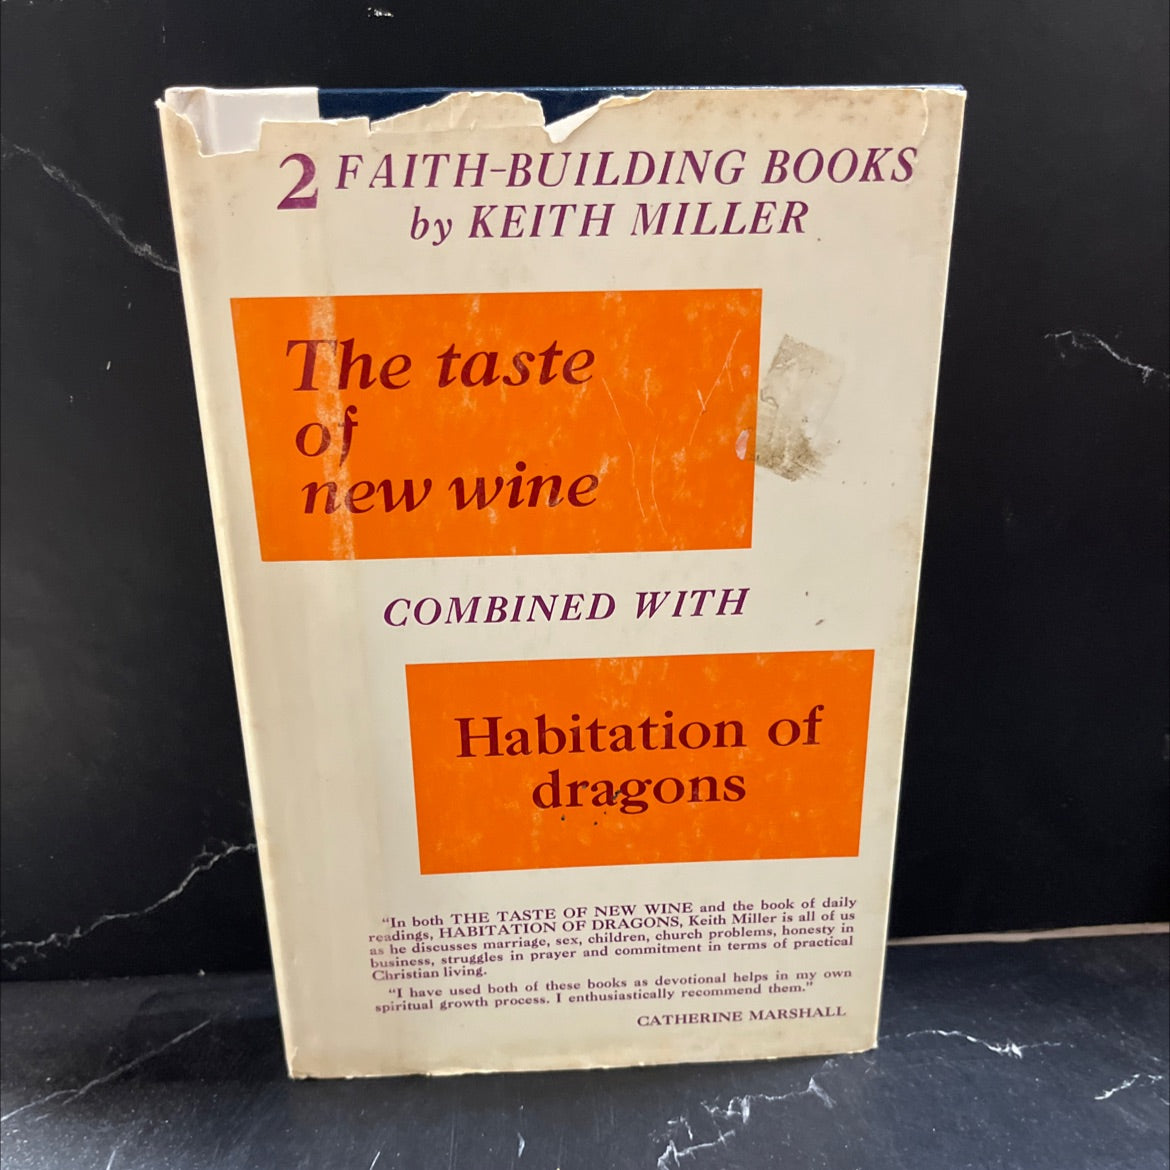 2 FAITH-BUILDING BOOKS
by KEITH MILLER
The taste
of
new wine
COMBINED WITH
Habitation of
dragons
"In both THE TASTE OF NEW WINE and the book of daily
readings, HABITATION OF DRAGONS, Keith Miller is all of us
as he discusses marriage, sex, children, church problems, honesty in
business, struggles in prayer and commitment in terms of practical
Christian living.
"I have used both of these books as devotional helps in my own
spiritual growth process. I enthusiastically recommend them."
CATHERINE MARSHALL